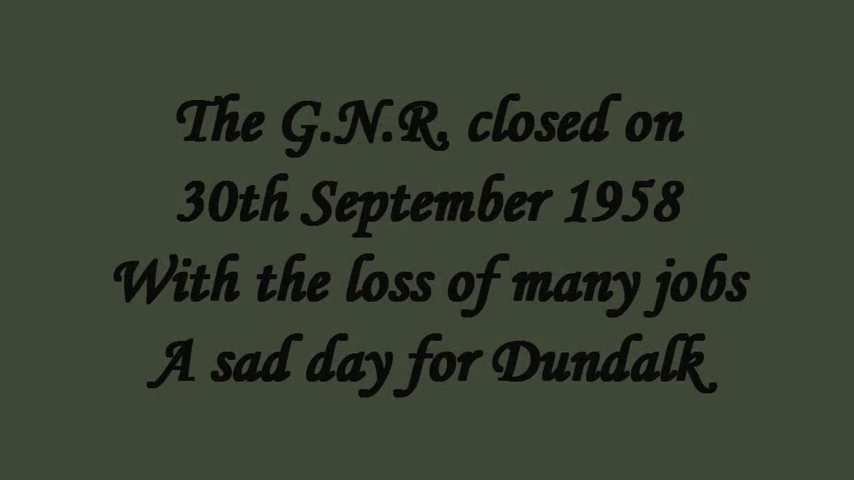 The G.N.R. closed on
30th September 1958
With the loss of many jobs
A sad day for Dundalk